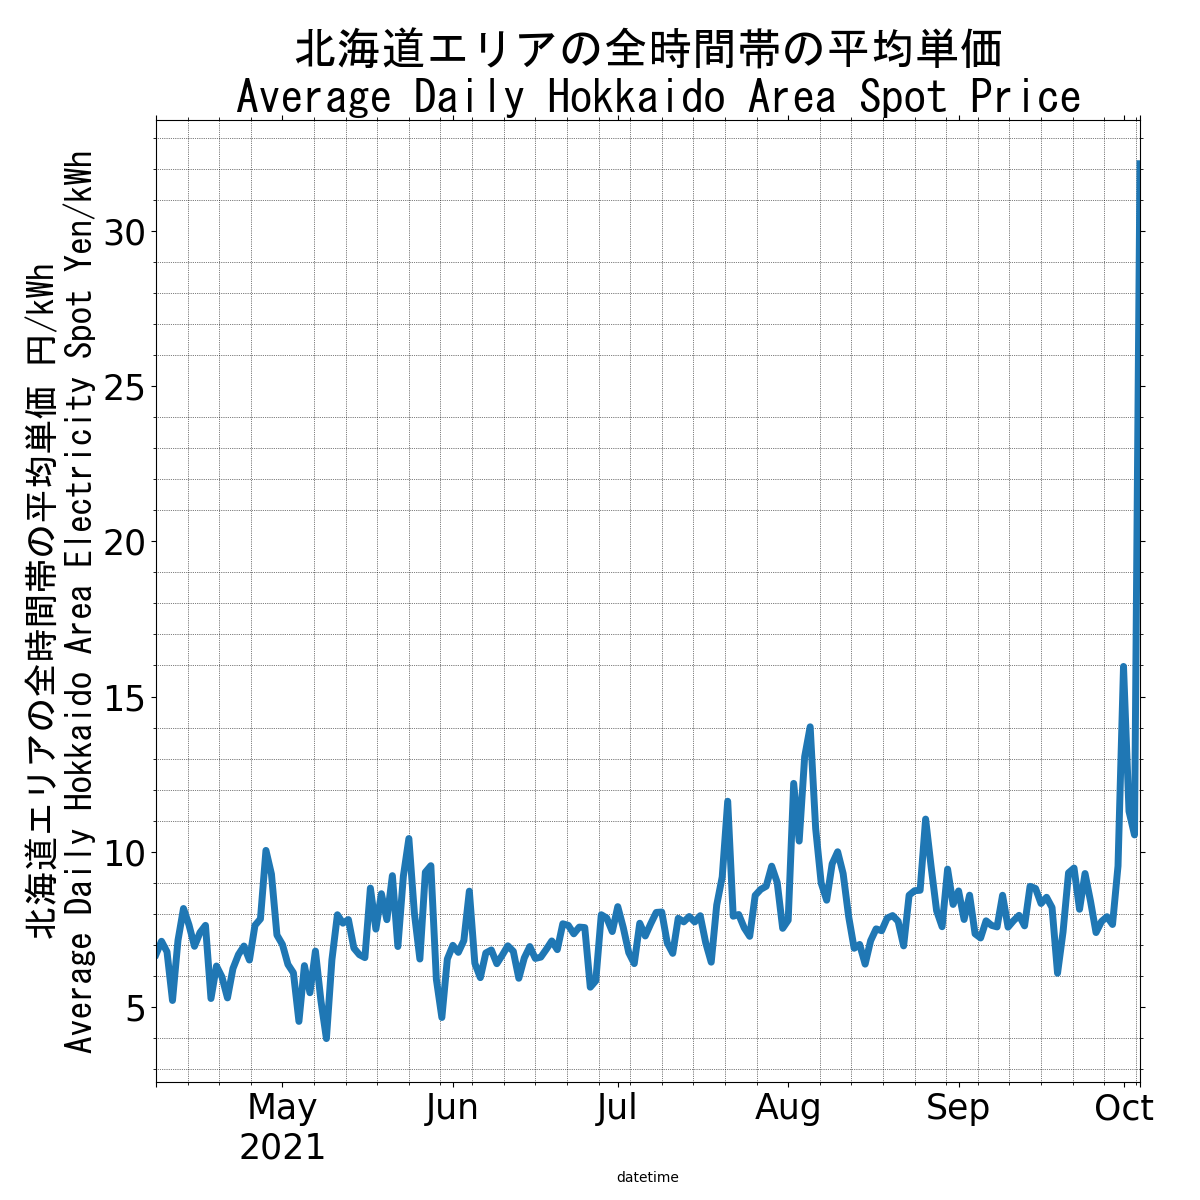 北海道エリアの全時間帯の平均単価
Average Daily Hokkaido Area Spot Price
北海道エリアの全時間帯の平均単価 円/kWh
Average Daily Hokkaido Area Electricity Spot Yen/kWh
30
25
20
15
10
5
May
2021
Jun
Jul
Aug
Sep
Oct
datetime